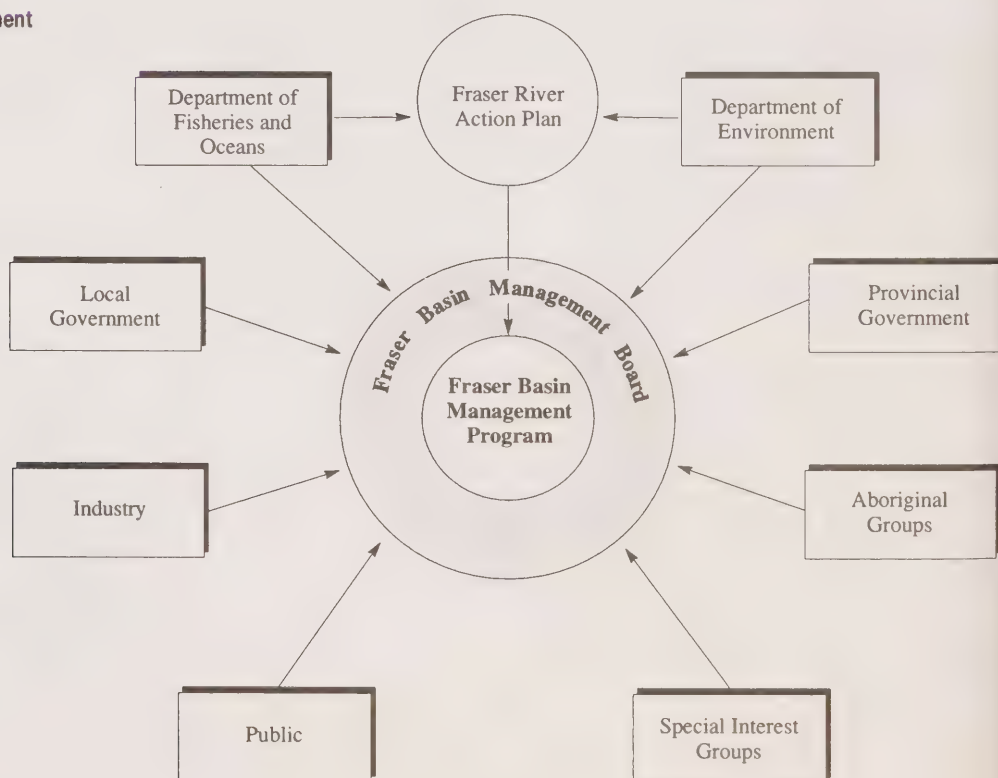 Department of
Fisheries and
Oceans
Fraser River
Action Plan
Department of
Environment
Local
Government
Fraser Basin Management Board
Provincial
Government
Fraser Basin
Management
Program
Industry
Aboriginal
Groups
Public
Special Interest
Groups